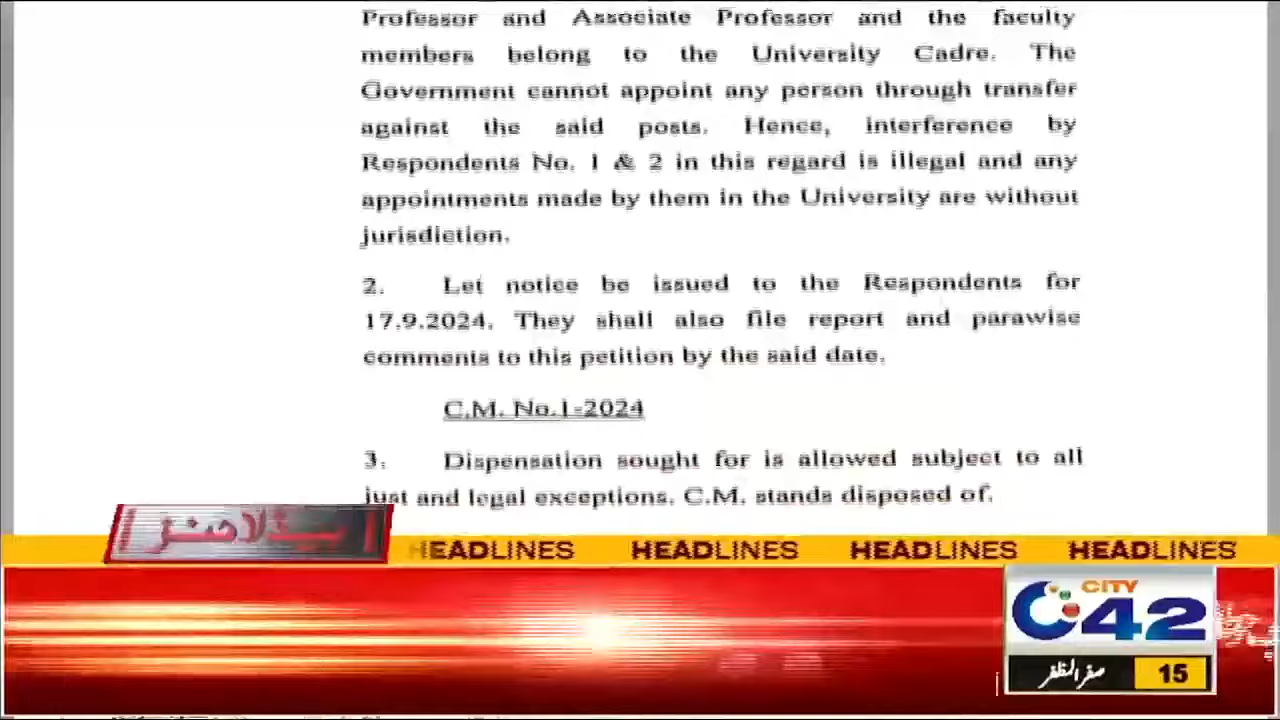 Professor and Associate Professor and the faculty
members belong to the University Cadre. The
Government cannot appoint any person through transfer
against the said posts. Hence, interference by
Respondents No. 1 & 2 in this regard is illegal and any
appointments made by them in the University are without
jurisdiction.
2. Let notice be issued to the Respondents for
17.9.2024. They shall also file report and parawise
comments to this petition by the said date.
C.M. No.1-2024
3. Dispensation sought for is allowed subject to all
just and legal exceptions. C.M. stands disposed of.
ہیڈلائنز
HEADLINES HEADLINES HEADLINES HEADLINES
CITY
42
صفر المظفر 15